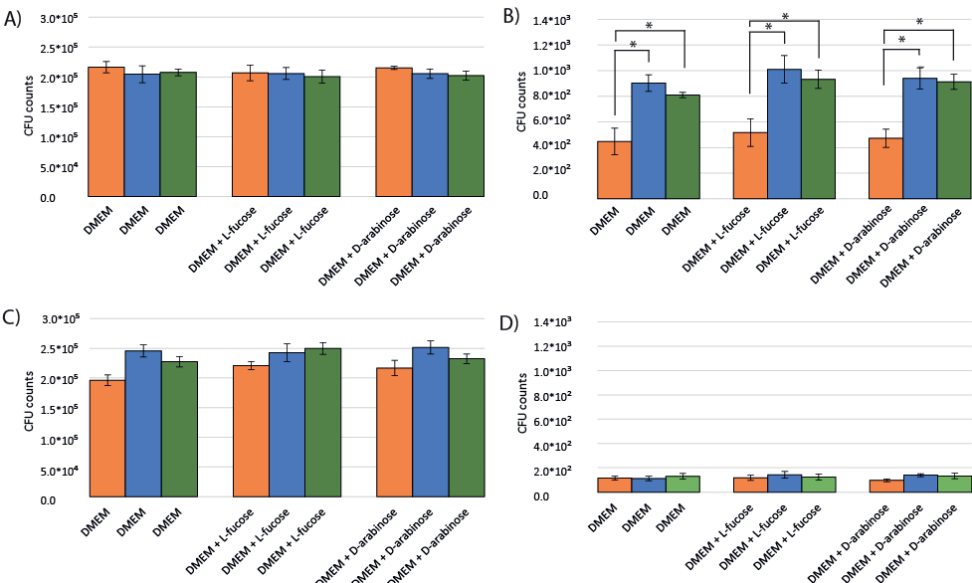 A)
3.0*10⁵
2.5*10⁵
2.0*10⁵
1.5*10⁵
1.0*10⁵
5.0*10⁴
0.0
CFU counts
DMEM
DMEM
DMEM
DMEM + L-fucose
DMEM + L-fucose
DMEM + L-fucose
DMEM + D-arabinose
DMEM + D-arabinose
DMEM + D-arabinose
B)
1.4*10³
1.2*10³
1.0*10³
8.0*10²
6.0*10²
4.0*10²
2.0*10²
0.0
CFU counts
*
*
*
*
*
*
DMEM
DMEM
DMEM
DMEM + L-fucose
DMEM + L-fucose
DMEM + L-fucose
DMEM + D-arabinose
DMEM + D-arabinose
DMEM + D-arabinose
C)
3.0*10⁵
2.5*10⁵
2.0*10⁵
1.5*10⁵
1.0*10⁵
5.0*10⁴
0.0
CFU counts
DMEM
DMEM
DMEM
DMEM + L-fucose
DMEM + L-fucose
DMEM + L-fucose
DMEM + D-arabinose
DMEM + D-arabinose
DMEM + D-arabinose
D)
1.4*10³
1.2*10³
1.0*10³
8.0*10²
6.0*10²
4.0*10²
2.0*10²
0.0
CFU counts
DMEM
DMEM
DMEM
DMEM + L-fucose
DMEM + L-fucose
DMEM + L-fucose
DMEM + D-arabinose
DMEM + D-arabinose
DMEM + D-arabinose